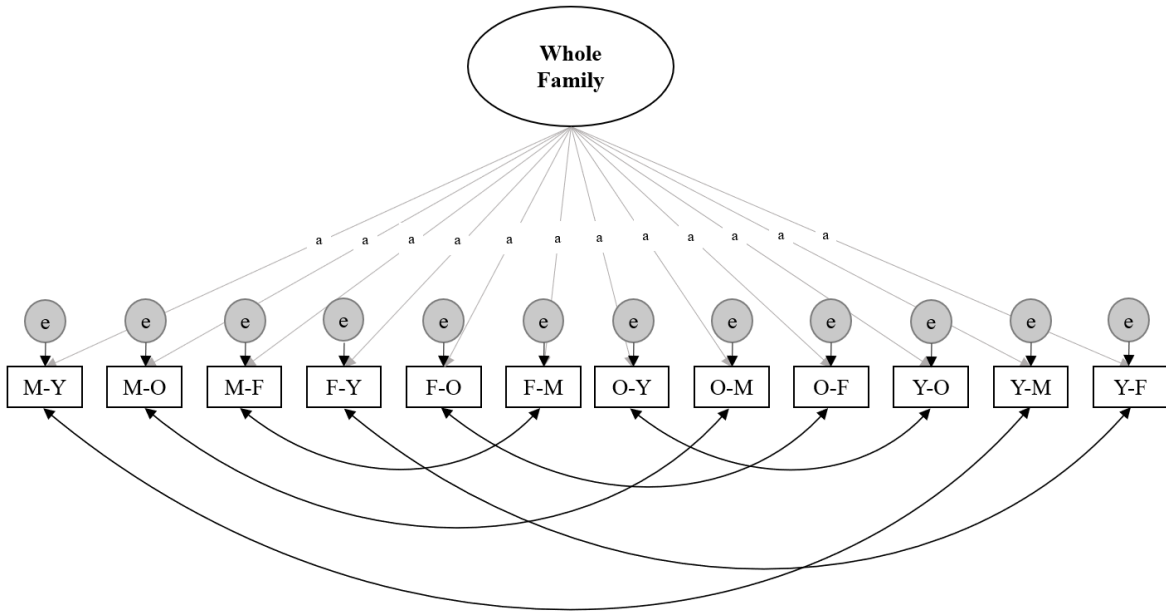 Whole
Family
a a a a a a a a a a a a
e e e e e e e e e e e e
M-Y M-O M-F F-Y F-O F-M O-Y O-M O-F Y-O Y-M Y-F